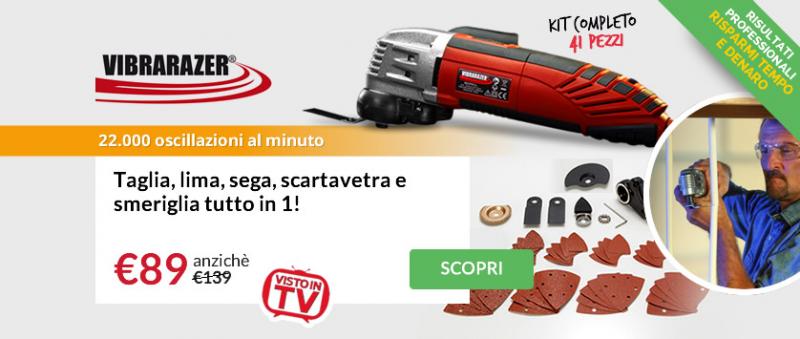 VIBRARAZER®
KIT COMPLETO
41 PEZZI
RISULTATI
PROFESSIONALI
RISPARMI TEMPO
E DENARO
VIBRARAZER
22.000 oscillazioni al minuto
Taglia, lima, sega, scartavetra e
smeriglia tutto in 1!
€89 anzichè
€139
VISTO IN
TV
SCOPRI